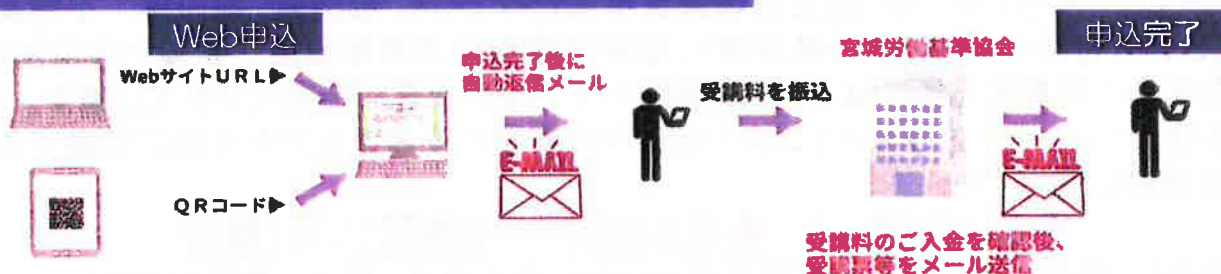 Web申込
WebサイトURL▶
QRコード▶
申込完了後に
自動返信メール
E-MAIL
受講料を振込
宮城労働基準協会
E-MAIL
受講料のご入金を確認後、
受講票等をメール送信
申込完了